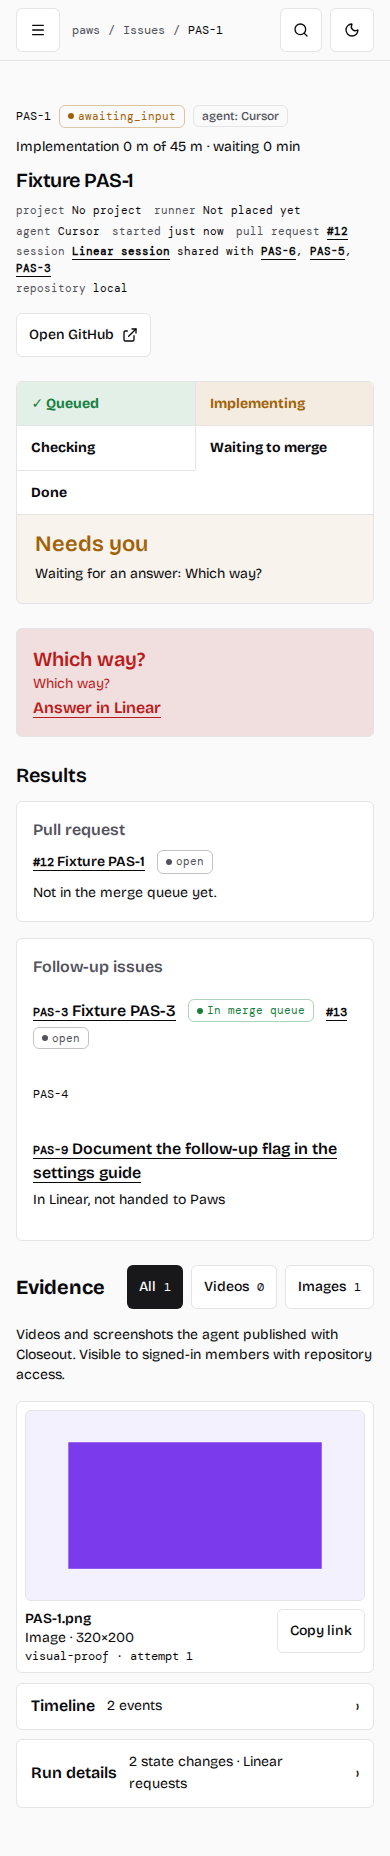 paws / Issues / PAS-1
PAS-1 awaiting_input agent: Cursor
Implementation 0 m of 45 m · waiting 0 min
Fixture PAS-1
project No project runner Not placed yet
agent Cursor started just now pull request #12
session Linear session shared with PAS-6, PAS-5,
PAS-3
repository local
Open GitHub
✓ Queued Implementing
Checking Waiting to merge
Done
Needs you
Waiting for an answer: Which way?
Which way?
Which way?
Answer in Linear
Results
Pull request
#12 Fixture PAS-1 open
Not in the merge queue yet.
Follow-up issues
PAS-3 Fixture PAS-3 In merge queue #13
open
PAS-4
PAS-9 Document the follow-up flag in the
settings guide
In Linear, not handed to Paws
Evidence All 1 Videos 0 Images 1
Videos and screenshots the agent published with
Closeout. Visible to signed-in members with repository
access.
PAS-1.png
Image · 320×200
visual-proof · attempt 1
Copy link
Timeline 2 events ›
Run details 2 state changes · Linear
requests ›